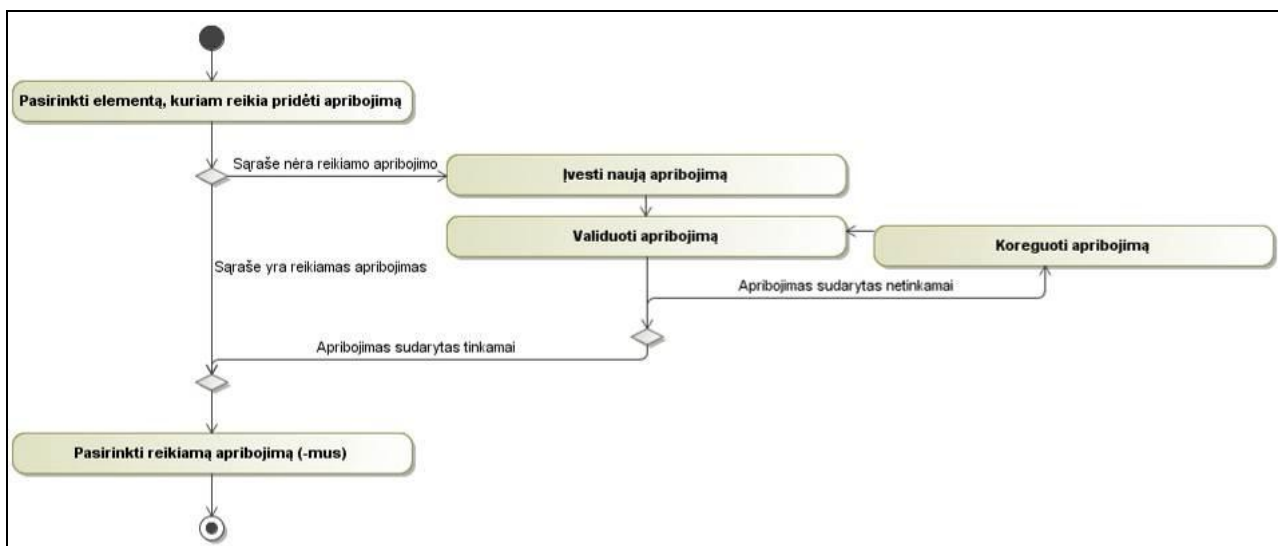 Pasirinkti elementą, kuriam reikia pridėti apribojimą
Sąraše nėra reikiamo apribojimo
Įvesti naują apribojimą
Validuoti apribojimą
Koreguoti apribojimą
Sąraše yra reikiamas apribojimas
Apribojimas sudarytas netinkamai
Apribojimas sudarytas tinkamai
Pasirinkti reikiamą apribojimą (-mus)